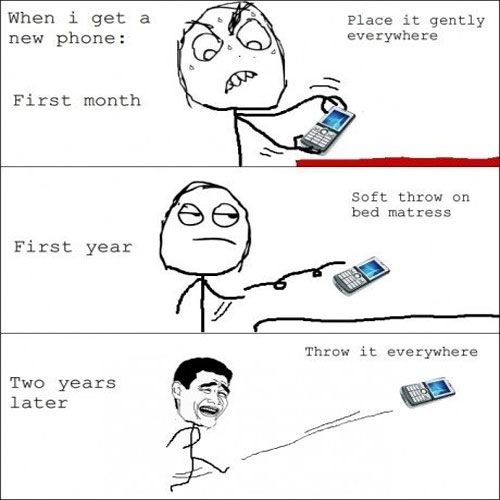 When i get a
new phone:
Place it gently
everywhere
First month
Soft throw on
bed matress
First year
Throw it everywhere
Two years
later